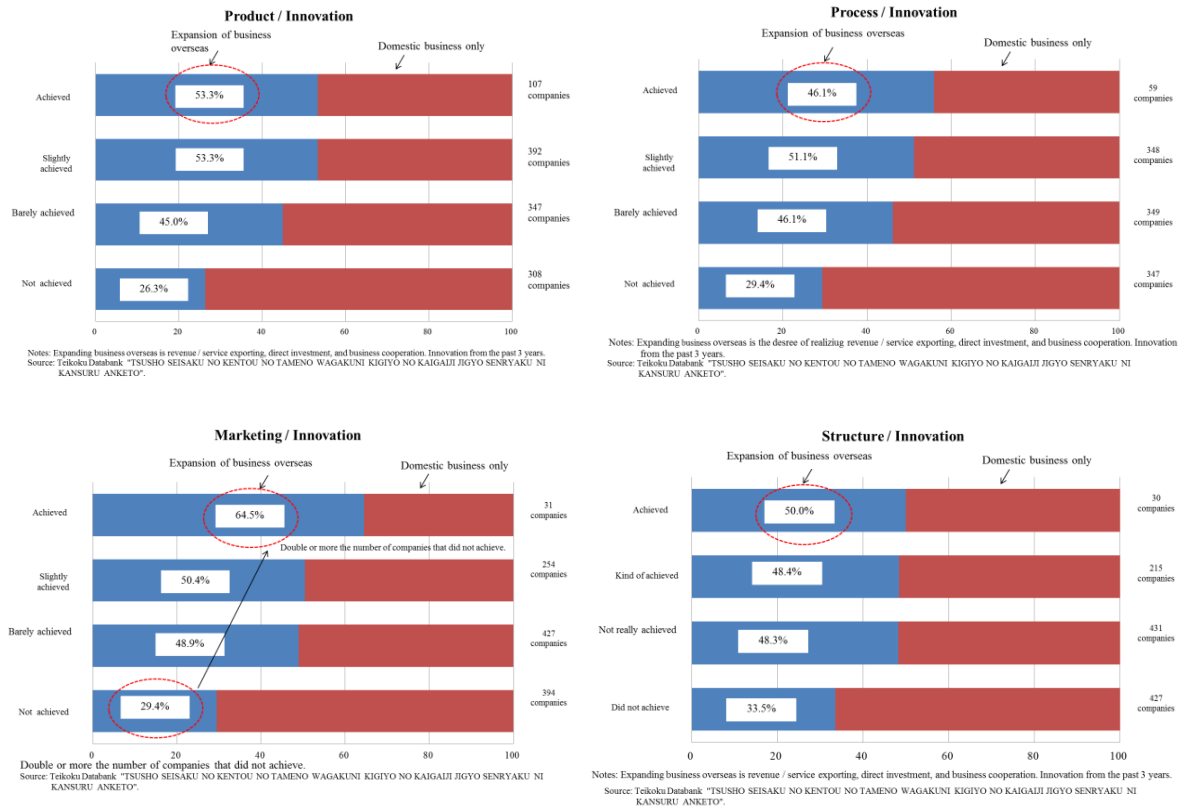 Product / Innovation
Expansion of business
overseas
Domestic business only
Achieved
53.3%
107
companies
Slightly
achieved
53.3%
392
companies
Barely achieved
45.0%
347
companies
Not achieved
26.3%
308
companies
0 20 40 60 80 100
Notes: Expanding business overseas is revenue / service exporting, direct investment, and business cooperation. Innovation from the past 3 years.
Source: Teikoku Databank "TSUSHO SEISAKU NO KENTOU NO TAMENO WAGAKUNI KIGIYO NO KAIGAIJI JIGYO SENRYAKU NI
KANSURU ANKETO".
Process / Innovation
Expansion of business overseas
Domestic business only
Achieved
46.1%
59
companies
Slightly
achieved
51.1%
348
companies
Barely achieved
46.1%
349
companies
Not achieved
29.4%
347
companies
0 20 40 60 80 100
Notes: Expanding business overseas is the desree of realiziug revenue / service exporting, direct investment, and business cooperation. Innovation
from the past 3 years.
Source: Teikoku Databank "TSUSHO SEISAKU NO KENTOU NO TAMENO WAGAKUNI KIGIYO NO KAIGAIJI JIGYO SENRYAKU NI
KANSURU ANKETO".
Marketing / Innovation
Expansion of business overseas
Domestic business only
Achieved
64.5%
31
companies
Double or more the number of companies that did not achieve.
Slightly
achieved
50.4%
254
companies
Barely achieved
48.9%
427
companies
Not achieved
29.4%
394
companies
0 20 40 60 80 100
Double or more the number of companies that did not achieve.
Source: Teikoku Databank "TSUSHO SEISAKU NO KENTOU NO TAMENO WAGAKUNI KIGIYO NO KAIGAIJI JIGYO SENRYAKU NI
KANSURU ANKETO".
Structure / Innovation
Expansion of business overseas
Domestic business only
Achieved
50.0%
30
companies
Kind of achieved
48.4%
215
companies
Not really achieved
48.3%
431
companies
Did not achieve
33.5%
427
companies
0 20 40 60 80 100
Notes: Expanding business overseas is revenue / service exporting, direct investment, and business cooperation. Innovation from the past 3 years.
Source: Teikoku Databank "TSUSHO SEISAKU NO KENTOU NO TAMENO WAGAKUNI KIGIYO NO KAIGAIJI JIGYO SENRYAKU NI
KANSURU ANKETO".